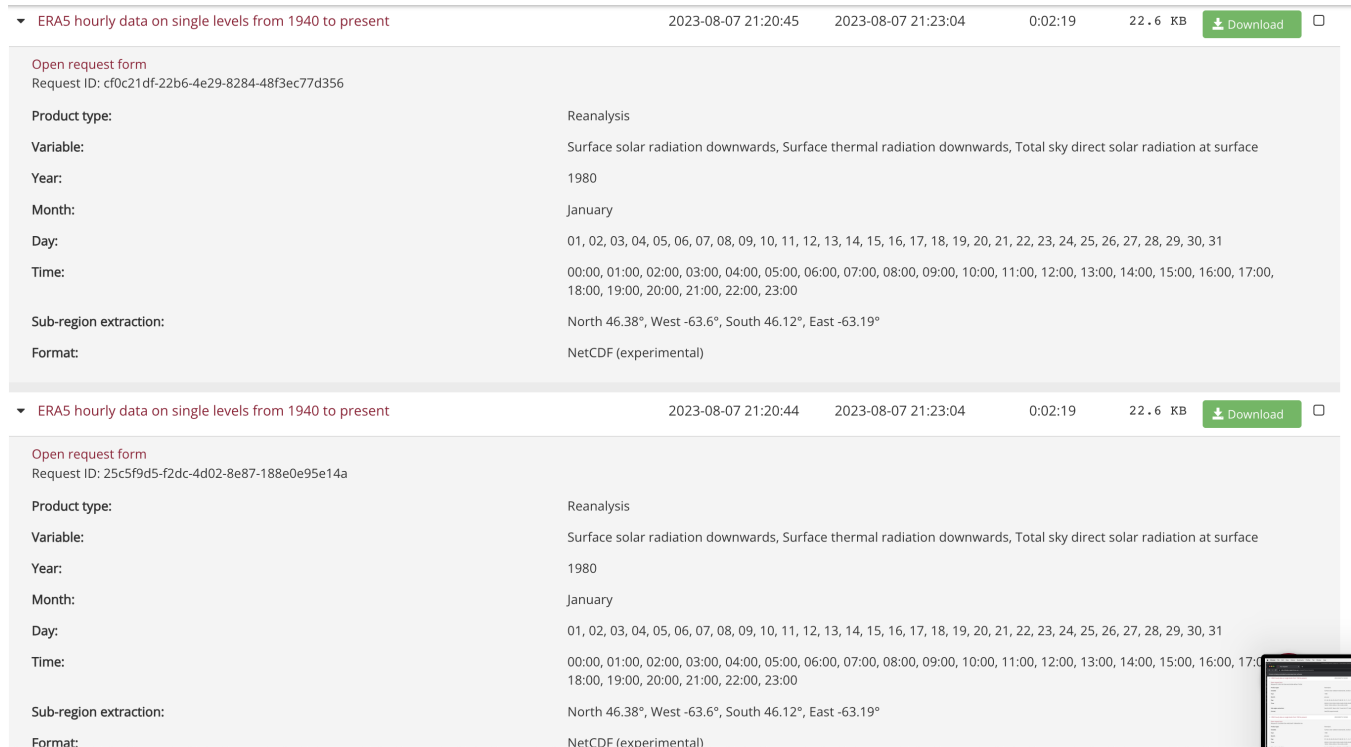 ERA5 hourly data on single levels from 1940 to present 2023-08-07 21:20:45 2023-08-07 21:23:04 0:02:19 22.6 KB Download
Open request form
Request ID: cf0c21df-22b6-4e29-8284-48f3ec77d356
Product type: Reanalysis
Variable: Surface solar radiation downwards, Surface thermal radiation downwards, Total sky direct solar radiation at surface
Year: 1980
Month: January
Day: 01, 02, 03, 04, 05, 06, 07, 08, 09, 10, 11, 12, 13, 14, 15, 16, 17, 18, 19, 20, 21, 22, 23, 24, 25, 26, 27, 28, 29, 30, 31
Time: 00:00, 01:00, 02:00, 03:00, 04:00, 05:00, 06:00, 07:00, 08:00, 09:00, 10:00, 11:00, 12:00, 13:00, 14:00, 15:00, 16:00, 17:00,
18:00, 19:00, 20:00, 21:00, 22:00, 23:00
Sub-region extraction: North 46.38°, West -63.6°, South 46.12°, East -63.19°
Format: NetCDF (experimental)
ERA5 hourly data on single levels from 1940 to present 2023-08-07 21:20:44 2023-08-07 21:23:04 0:02:19 22.6 KB Download
Open request form
Request ID: 25c5f9d5-f2dc-4d02-8e87-188e0e95e14a
Product type: Reanalysis
Variable: Surface solar radiation downwards, Surface thermal radiation downwards, Total sky direct solar radiation at surface
Year: 1980
Month: January
Day: 01, 02, 03, 04, 05, 06, 07, 08, 09, 10, 11, 12, 13, 14, 15, 16, 17, 18, 19, 20, 21, 22, 23, 24, 25, 26, 27, 28, 29, 30, 31
Time: 00:00, 01:00, 02:00, 03:00, 04:00, 05:00, 06:00, 07:00, 08:00, 09:00, 10:00, 11:00, 12:00, 13:00, 14:00, 15:00, 16:00,
18:00, 19:00, 20:00, 21:00, 22:00, 23:00
Sub-region extraction: North 46.38°, West -63.6°, South 46.12°, East -63.19°
Format: NetCDF (experimental)